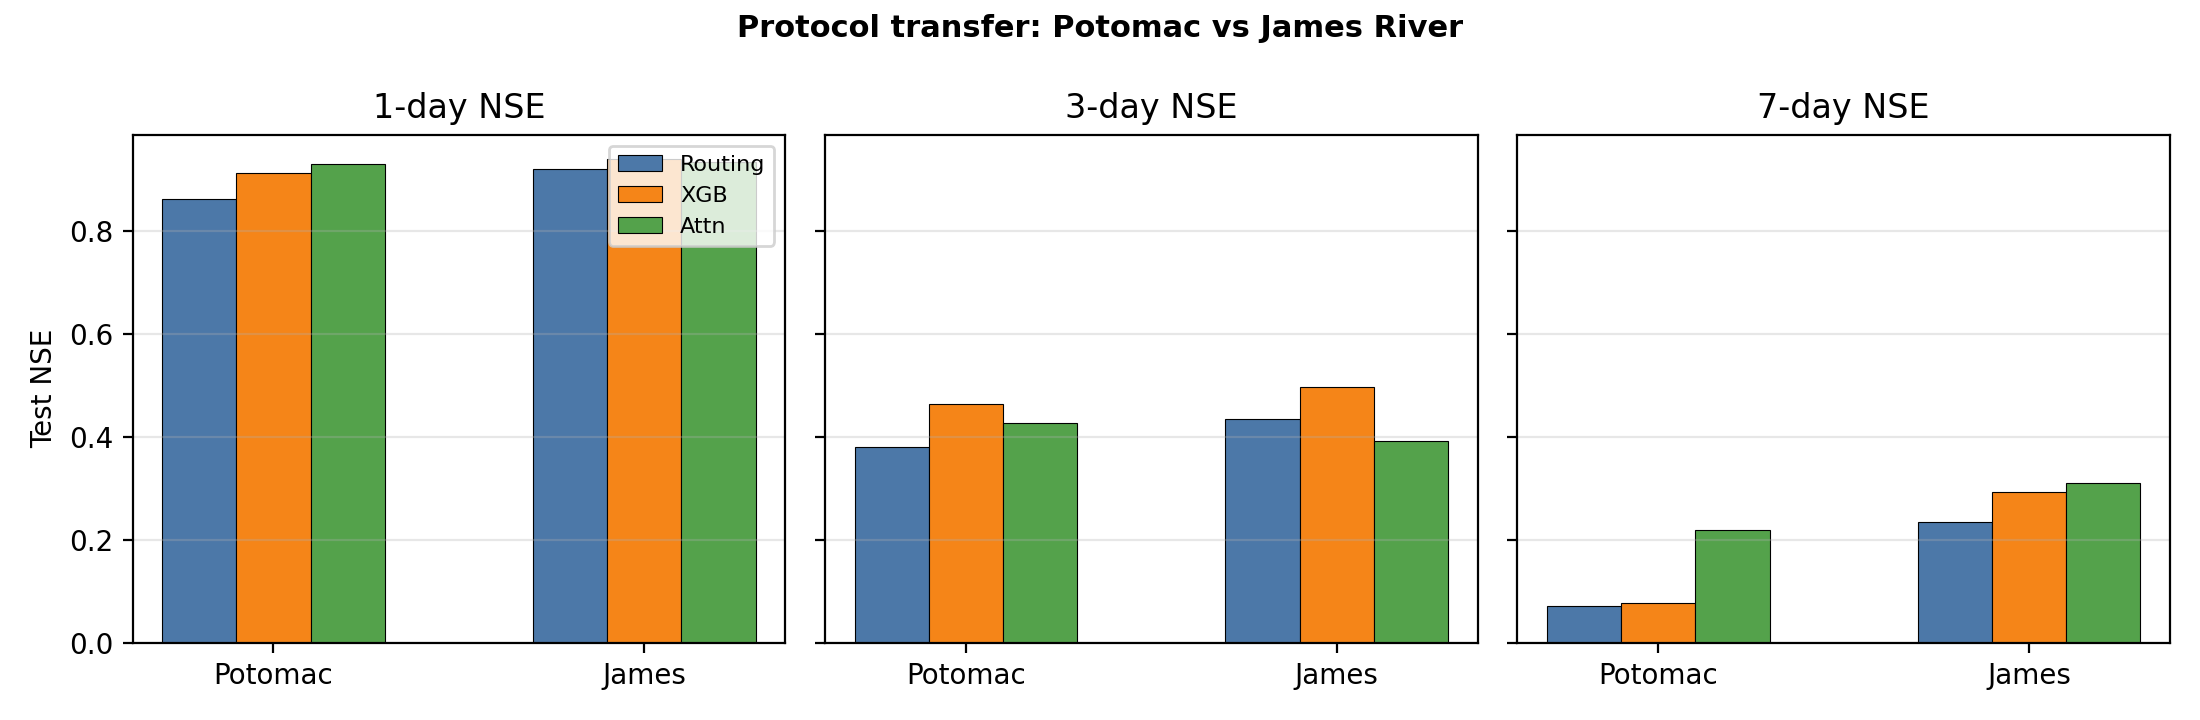 Protocol transfer: Potomac vs James River
1-day NSE
3-day NSE
7-day NSE
Test NSE
0.8
0.6
0.4
0.2
0.0
Routing
XGB
Attn
Potomac
James
Potomac
James
Potomac
James